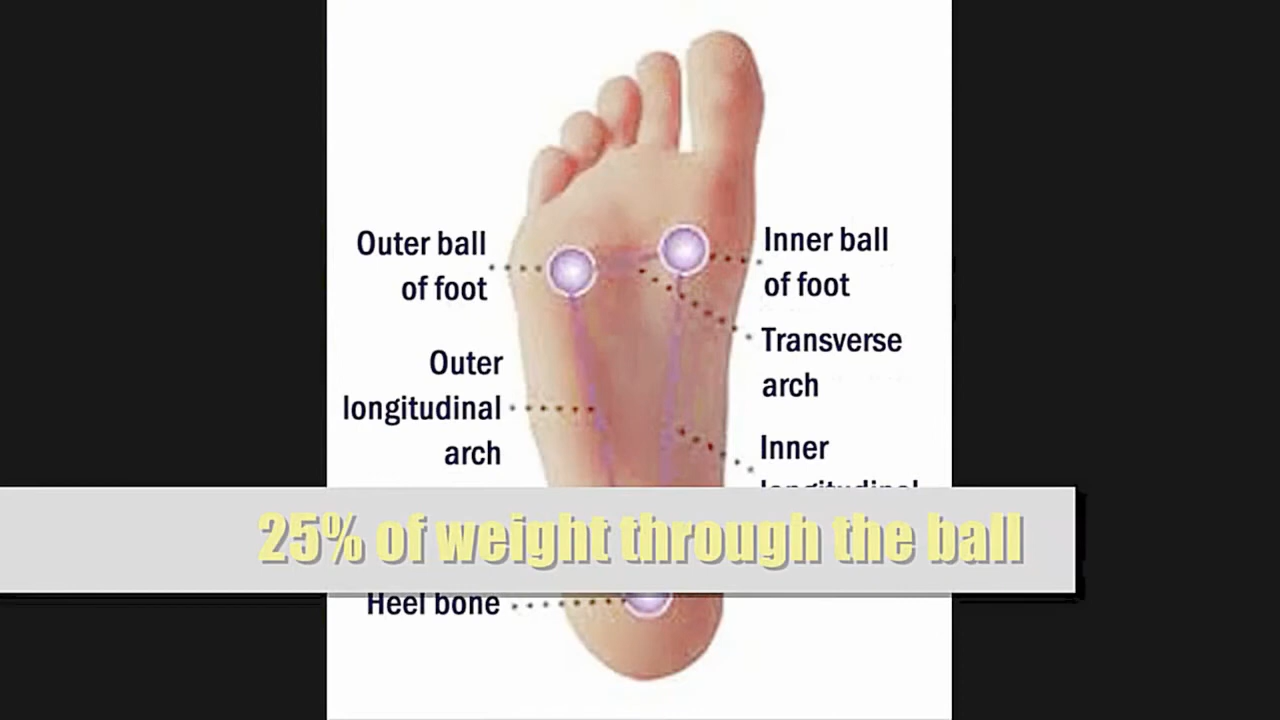 Outer ball
of foot
Inner ball
of foot
Transverse
arch
Outer
longitudinal
arch
Inner
longitudinal
25% of weight through the ball
Heel bone